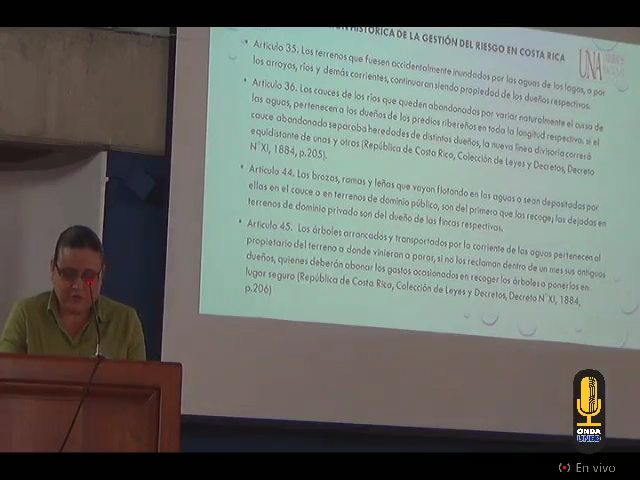 HISTÓRICA DE LA GESTIÓN DEL RIESGO EN COSTA RICA
UNA
• Artículo 35. Los terrenos que fuesen accidentalmente inundados por las aguas de los lagos, o por
los arroyos, ríos y demás corrientes, continuaran siendo propiedad de los dueños respectivos.
• Artículo 36. Los cauces de los ríos que queden abandonados por variar naturalmente el curso de
las aguas, pertenecen a los dueños de los predios ribereños en toda la longitud respectiva. si el
cauce abandonado separaba heredades de distintos dueños, la nueva línea divisoria correrá
equidistante de unas y otras (República de Costa Rica, Colección de Leyes y Decretos, Decreto
N°XI, 1884, p.205).
• Artículo 44. Las brozas, ramas y leñas que vayan flotando en las aguas o sean depositadas por
ellas en el cauce o en terrenos de dominio público, son del primero que las recoge; las dejadas en
terrenos de dominio privado son del dueño de las fincas respectivas.
• Artículo 45. Los árboles arrancados y transportados por la corriente de las aguas pertenecen al
propietario del terreno a donde vinieran a parar, si no los reclaman dentro de un mes sus antiguos
dueños, quienes deberán abonar los gastos ocasionados en recoger los árboles o ponerlos en
lugar seguro (República de Costa Rica, Colección de Leyes y Decretos, Decreto N°XI, 1884,
p.206)
ONDA
UNED
En vivo